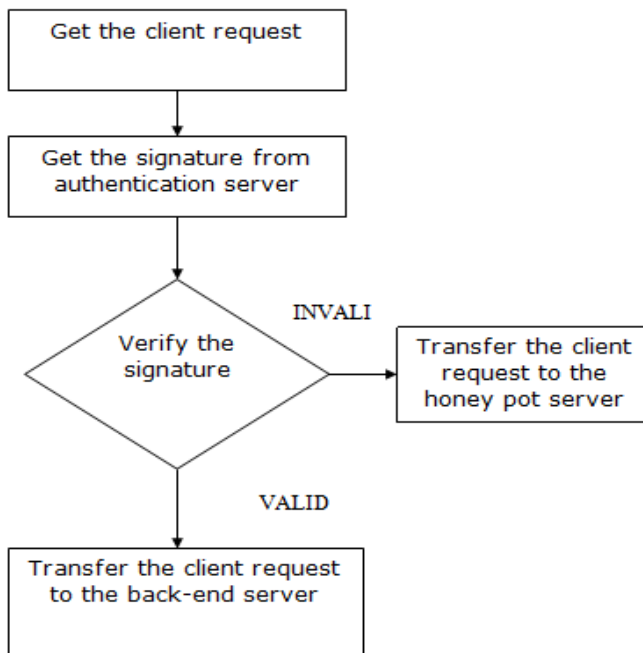 Get the client request
Get the signature from
authentication server
Verify the
signature
INVALI
Transfer the client
request to the
honey pot server
VALID
Transfer the client request
to the back-end server